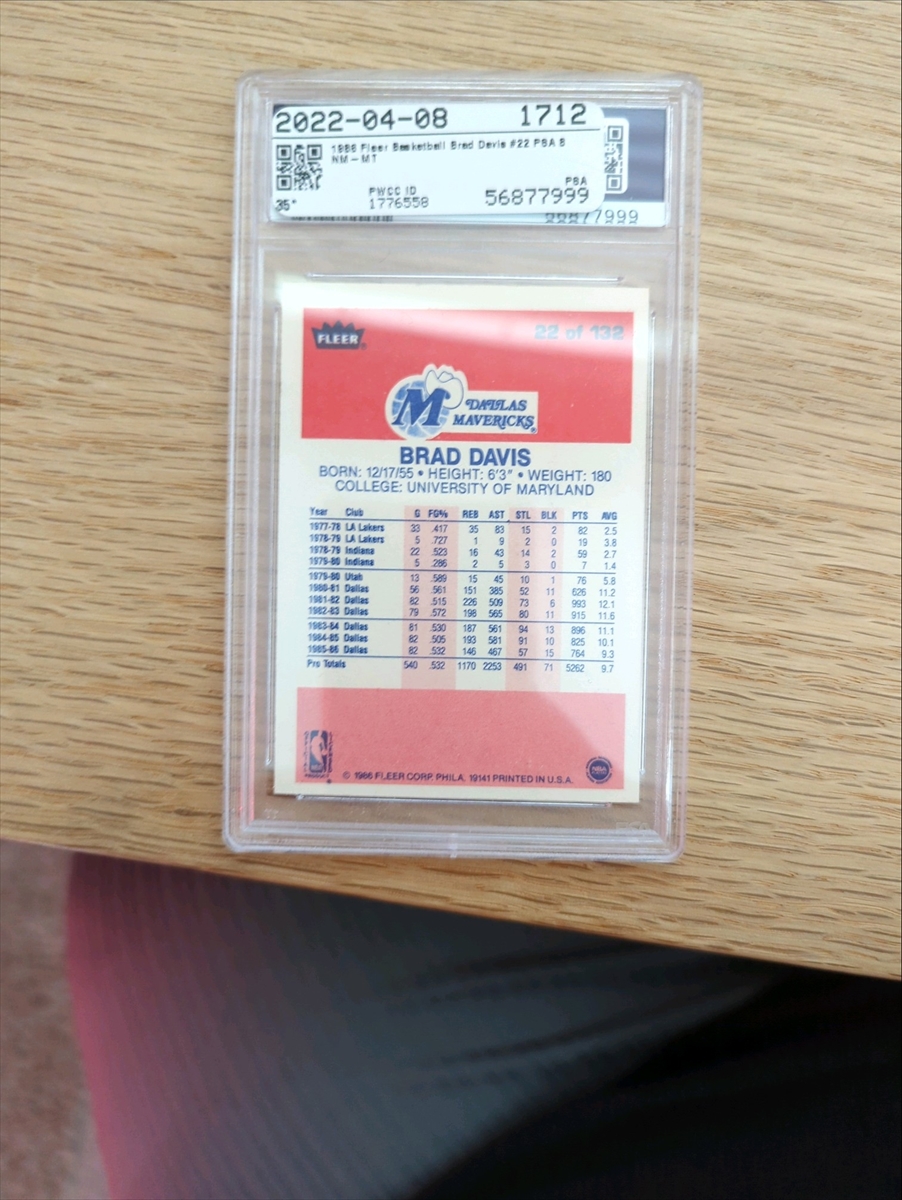 2022-04-08 1712
1986 Fleer Basketball Brad Davis #22 PSA 8
NM - MT
PWCC ID PSA
35" 1776558 56877999
56877999
FLEER
22 of 132
M DALLAS
MAVERICKS
BRAD DAVIS
BORN: 12/17/55 • HEIGHT: 6'3" • WEIGHT: 180
COLLEGE: UNIVERSITY OF MARYLAND
Year Club G FG% REB AST STL BLK PTS AVG
1977-78 LA Lakers 33 .417 35 83 15 2 82 2.5
1978-79 LA Lakers 5 .727 1 9 2 0 19 3.8
1978-79 Indiana 22 .523 16 43 14 2 59 2.7
1979-80 Indiana 5 .286 2 5 3 0 7 1.4
1979-80 Utah 13 .589 15 45 10 1 76 5.8
1980-81 Dallas 56 .561 151 385 52 11 626 11.2
1981-82 Dallas 82 .515 226 509 73 6 993 12.1
1982-83 Dallas 79 .572 198 565 80 11 915 11.6
1983-84 Dallas 81 .530 187 561 94 13 896 11.1
1984-85 Dallas 82 .505 193 581 91 10 825 10.1
1985-86 Dallas 82 .532 146 467 57 15 764 9.3
Pro Totals 540 .532 1170 2253 491 71 5262 9.7
© 1986 FLEER CORP. PHILA. 19141 PRINTED IN U.S.A.